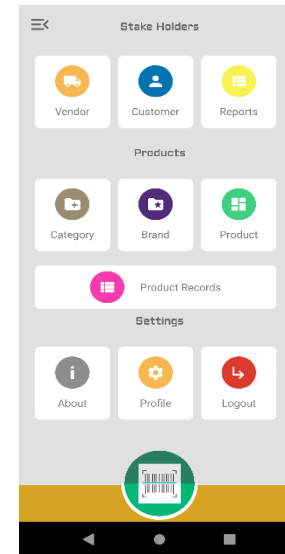 Stake Holders
Vendor Customer Reports
Products
Category Brand Product
Product Records
Settings
About Profile Logout